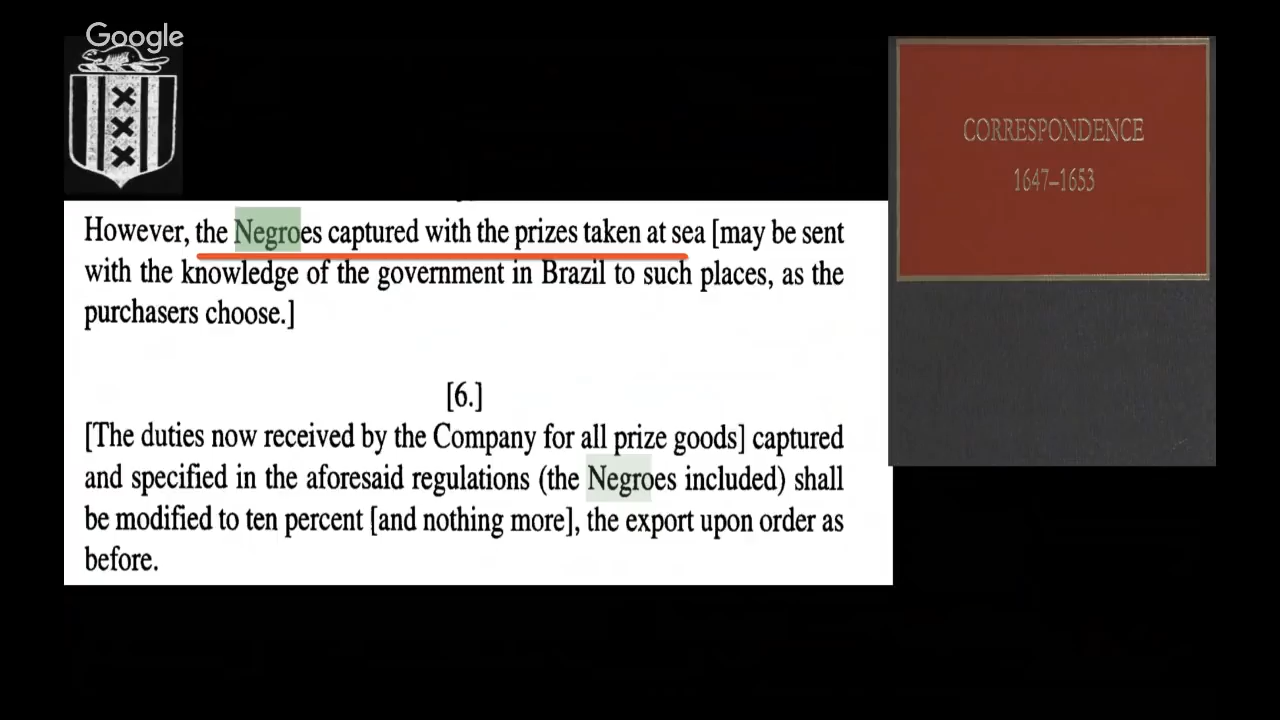 Google
However, the Negroes captured with the prizes taken at sea [may be sent
with the knowledge of the government in Brazil to such places, as the
purchasers choose.]
[6.]
[The duties now received by the Company for all prize goods] captured
and specified in the aforesaid regulations (the Negroes included) shall
be modified to ten percent [and nothing more], the export upon order as
before.
CORRESPONDENCE
1647–1653